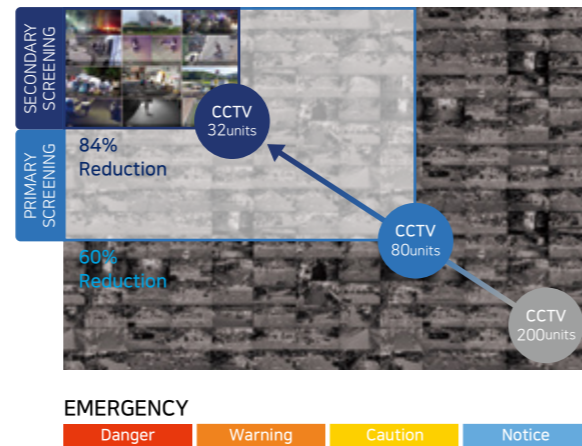 SECONDARY
SCREENING
CCTV
32units
84%
Reduction
PRIMARY
SCREENING
CCTV
80units
60%
Reduction
CCTV
200units
EMERGENCY
Danger
Warning
Caution
Notice